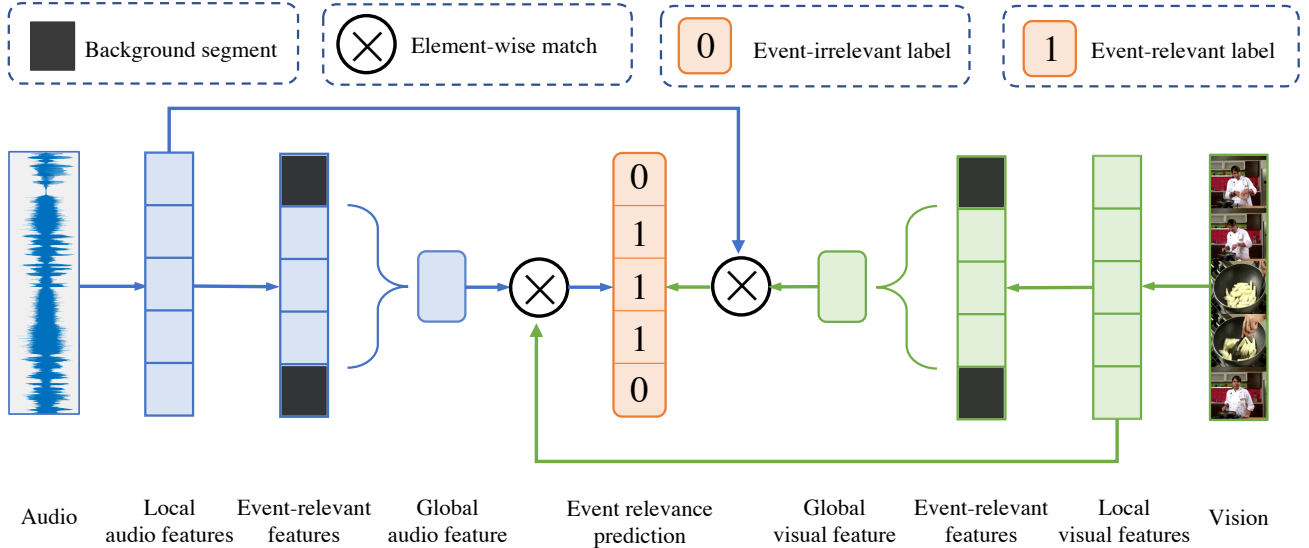 Background segment
Element-wise match
0
Event-irrelevant label
1
Event-relevant label
0
1
1
1
0
Audio
Local
audio features
Event-relevant
features
Global
audio feature
Event relevance
prediction
Global
visual feature
Event-relevant
features
Local
visual features
Vision